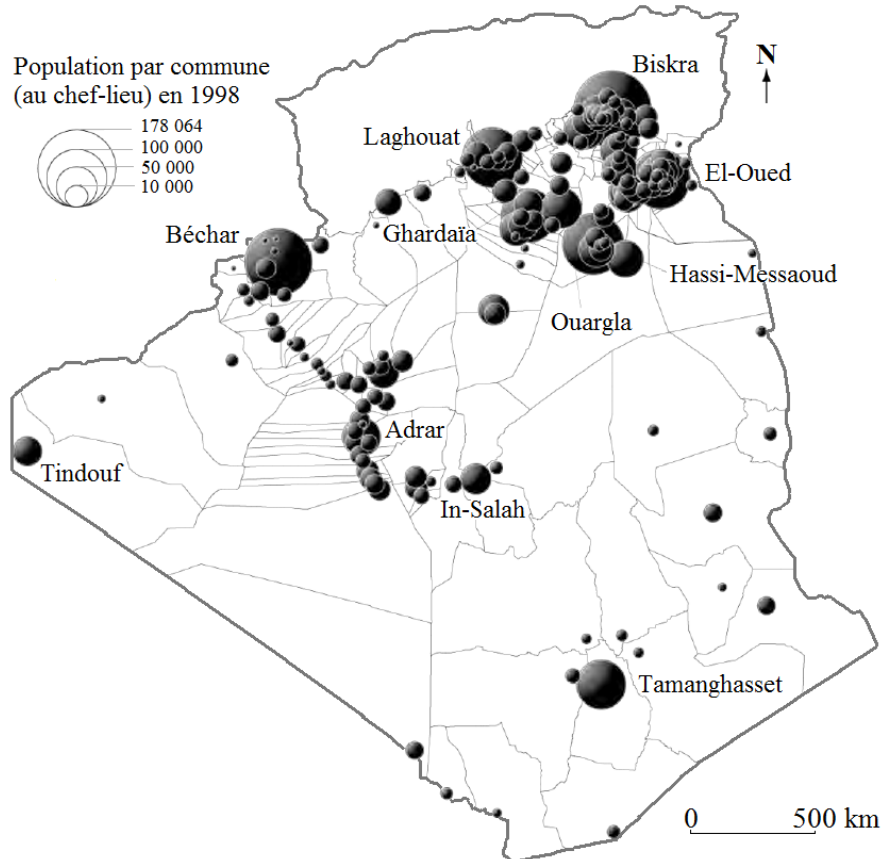 Population par commune
(au chef-lieu) en 1998
178 064
100 000
50 000
10 000
N
Biskra
Laghouat
El-Oued
Béchar
Ghardaïa
Hassi-Messaoud
Ouargla
Adrar
Tindouf
In-Salah
Tamanghasset
0 500 km